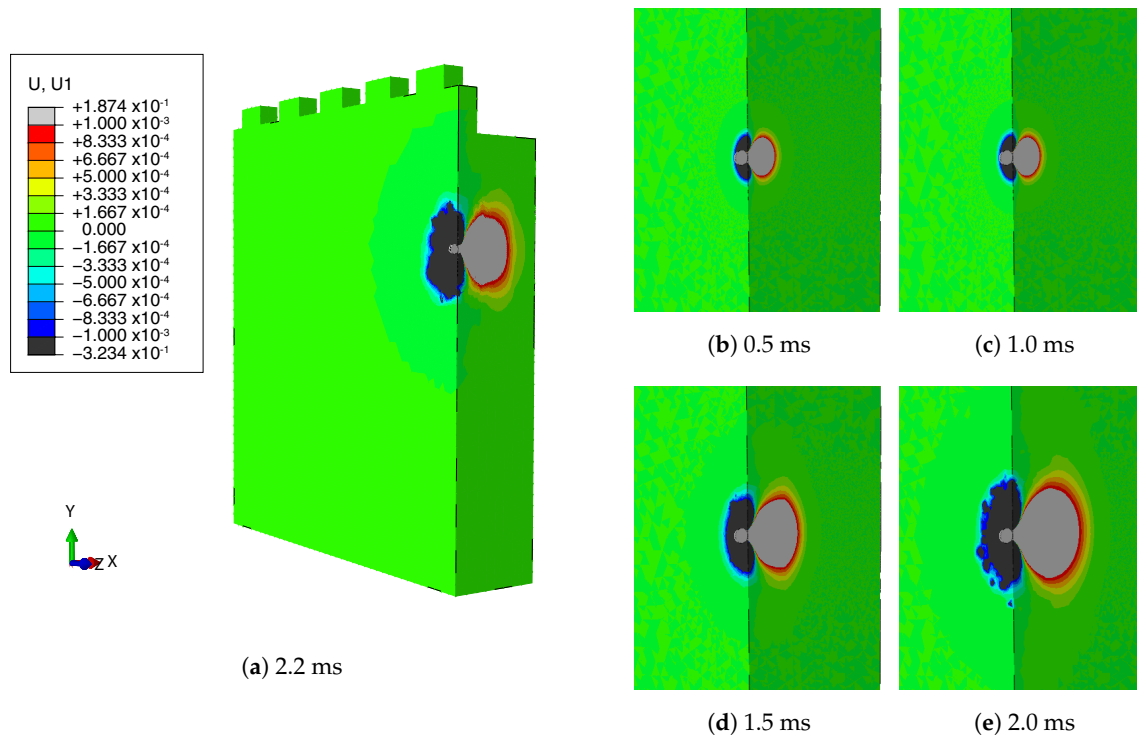 U, U1
+1.874 x10⁻¹
+1.000 x10⁻³
+8.333 x10⁻⁴
+6.667 x10⁻⁴
+5.000 x10⁻⁴
+3.333 x10⁻⁴
+1.667 x10⁻⁴
0.000
−1.667 x10⁻⁴
−3.333 x10⁻⁴
−5.000 x10⁻⁴
−6.667 x10⁻⁴
−8.333 x10⁻⁴
−1.000 x10⁻³
−3.234 x10⁻¹
Y
Z X
(a) 2.2 ms
(b) 0.5 ms
(c) 1.0 ms
(d) 1.5 ms
(e) 2.0 ms